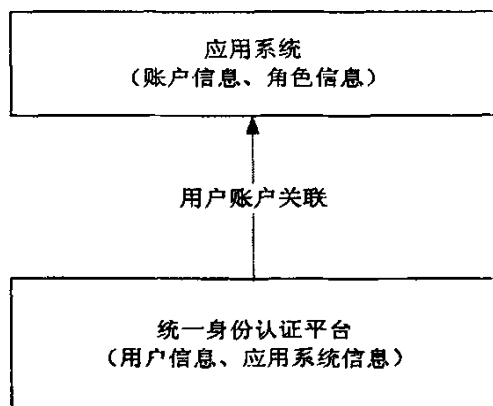 应用系统
（账户信息、角色信息）
用户账户关联
统一身份认证平台
（用户信息、应用系统信息）